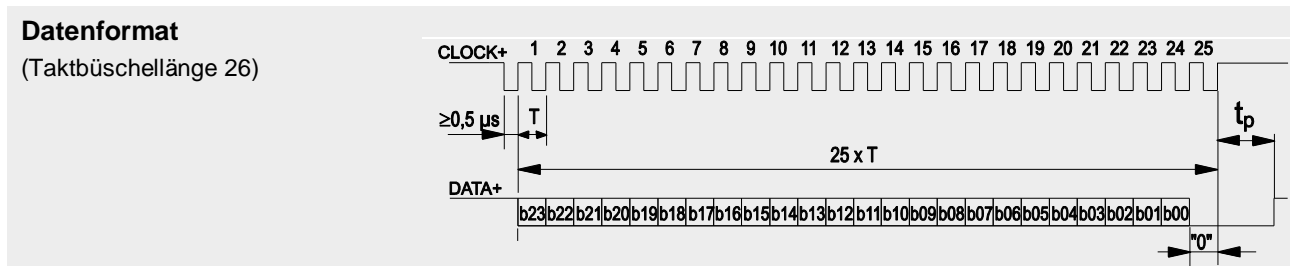 Datenformat
(Taktbüschellänge 26)
CLOCK+ 1 2 3 4 5 6 7 8 9 10 11 12 13 14 15 16 17 18 19 20 21 22 23 24 25
≥0,5 µs T tp
25 x T
DATA+
b23 b22 b21 b20 b19 b18 b17 b16 b15 b14 b13 b12 b11 b10 b09 b08 b07 b06 b05 b04 b03 b02 b01 b00
"0"